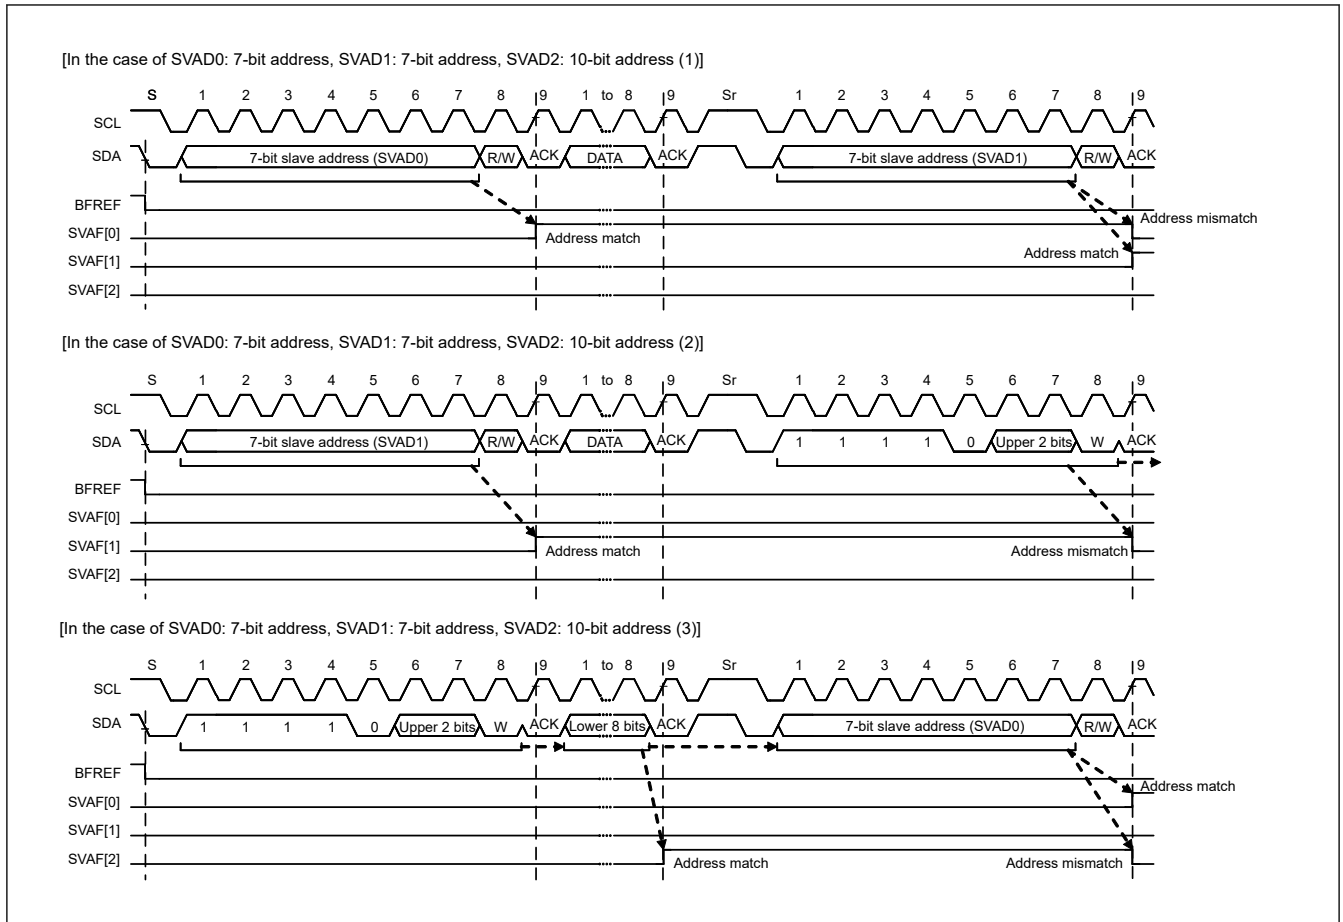 [In the case of SVAD0: 7-bit address, SVAD1: 7-bit address, SVAD2: 10-bit address (1)]
S 1 2 3 4 5 6 7 8 9 1 to 8 9 Sr 1 2 3 4 5 6 7 8 9
SCL
SDA 7-bit slave address (SVAD0) R/W ACK DATA ACK 7-bit slave address (SVAD1) R/W ACK
BFREF
Address mismatch
SVAF[0] Address match
SVAF[1] Address match
SVAF[2]
[In the case of SVAD0: 7-bit address, SVAD1: 7-bit address, SVAD2: 10-bit address (2)]
S 1 2 3 4 5 6 7 8 9 1 to 8 9 Sr 1 2 3 4 5 6 7 8 9
SCL
SDA 7-bit slave address (SVAD1) R/W ACK DATA ACK 1 1 1 1 0 Upper 2 bits W ACK
BFREF
SVAF[0]
SVAF[1] Address match Address mismatch
SVAF[2]
[In the case of SVAD0: 7-bit address, SVAD1: 7-bit address, SVAD2: 10-bit address (3)]
S 1 2 3 4 5 6 7 8 9 1 to 8 9 Sr 1 2 3 4 5 6 7 8 9
SCL
SDA 1 1 1 1 0 Upper 2 bits W ACK Lower 8 bits ACK 7-bit slave address (SVAD0) R/W ACK
BFREF
Address match
SVAF[0]
SVAF[1]
SVAF[2] Address match Address mismatch